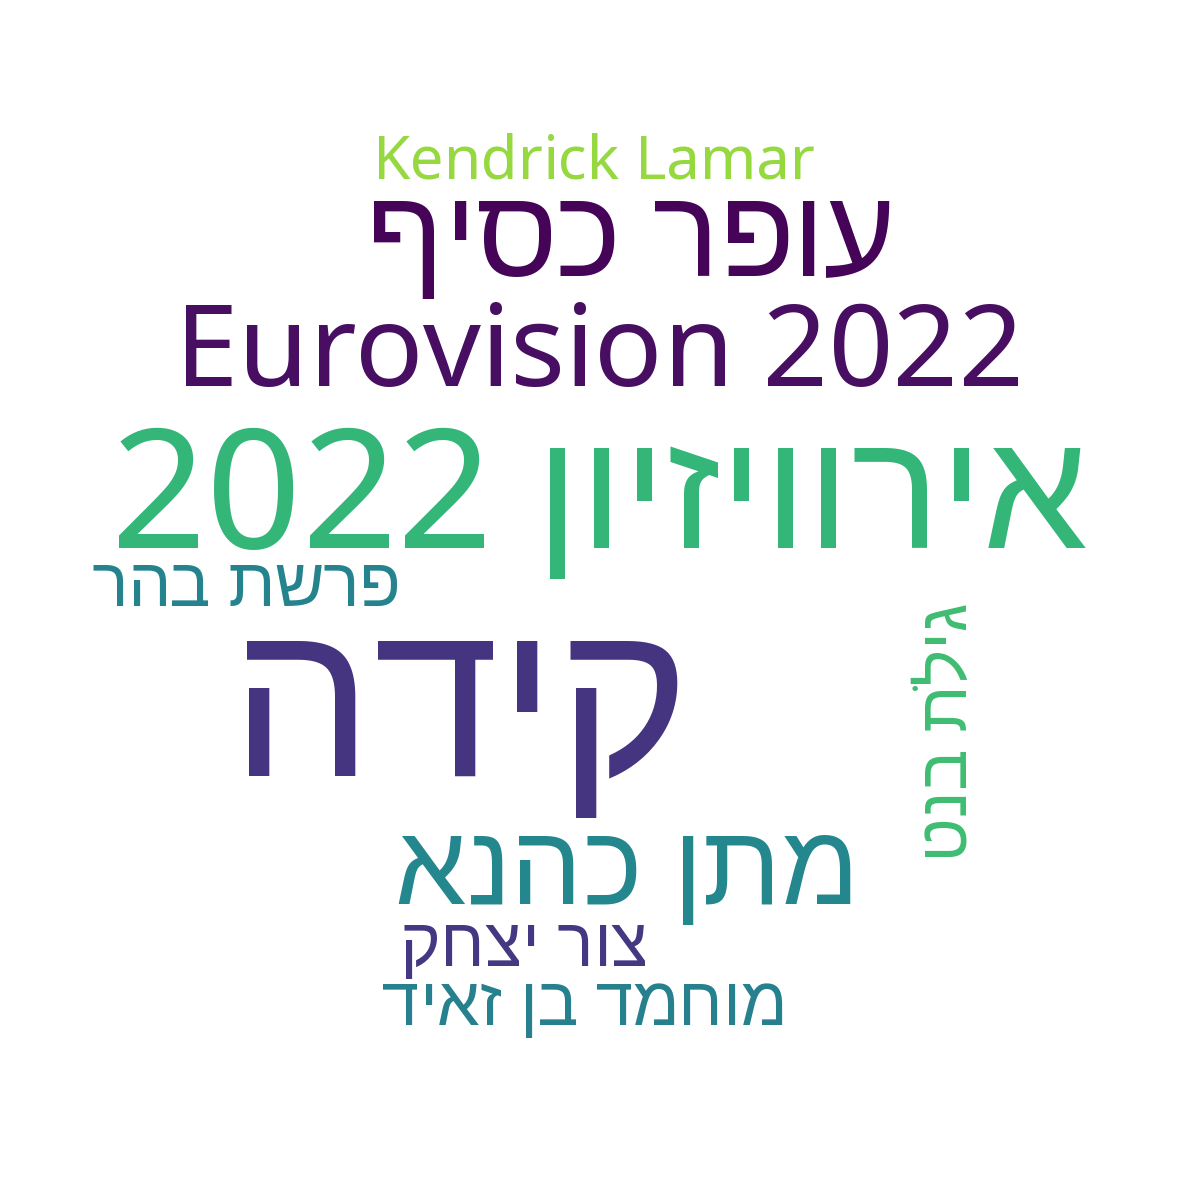 Kendrick Lamar
עופר כסיף
Eurovision 2022
אירוויזיון 2022
פרשת בהר
קידה
גילת בנט
מתן כהנא
צור יצחק
מוחמד בן זאיד